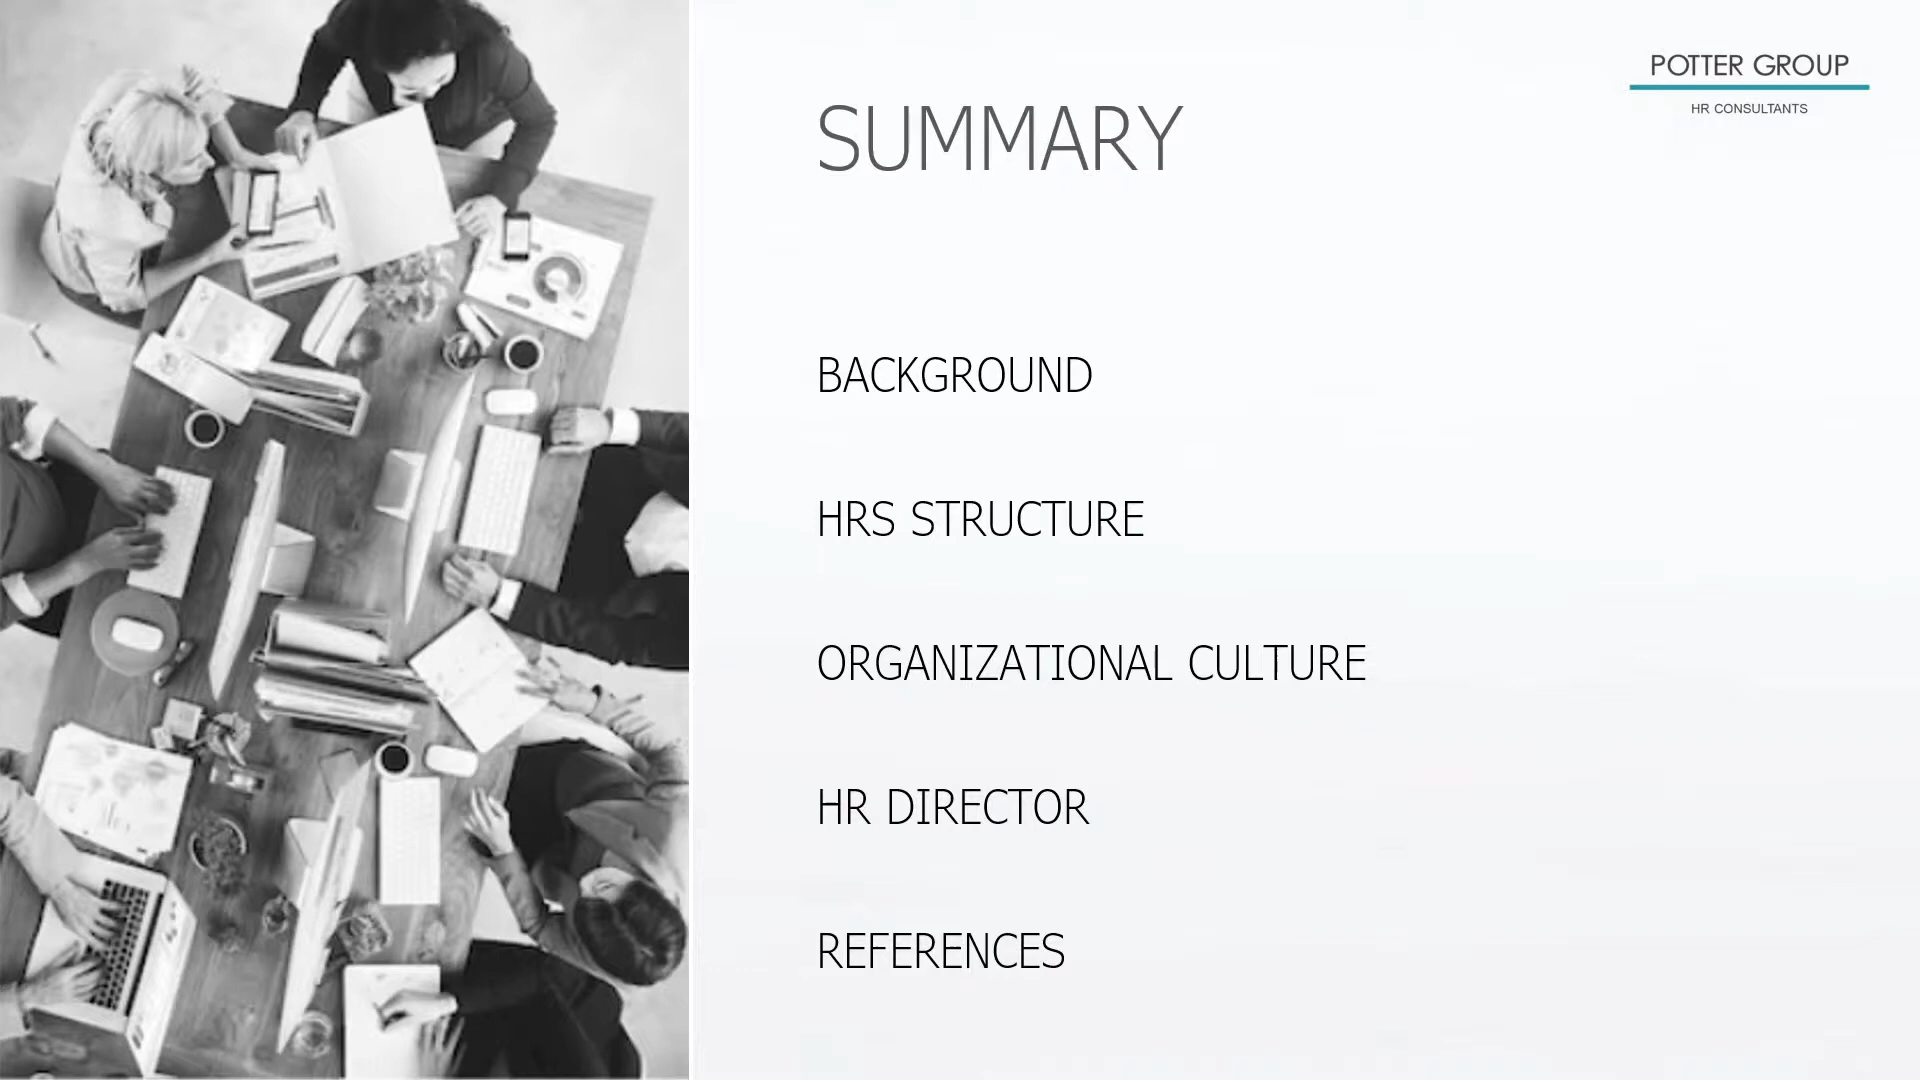 POTTER GROUP
HR CONSULTANTS
SUMMARY
BACKGROUND
HRS STRUCTURE
ORGANIZATIONAL CULTURE
HR DIRECTOR
REFERENCES